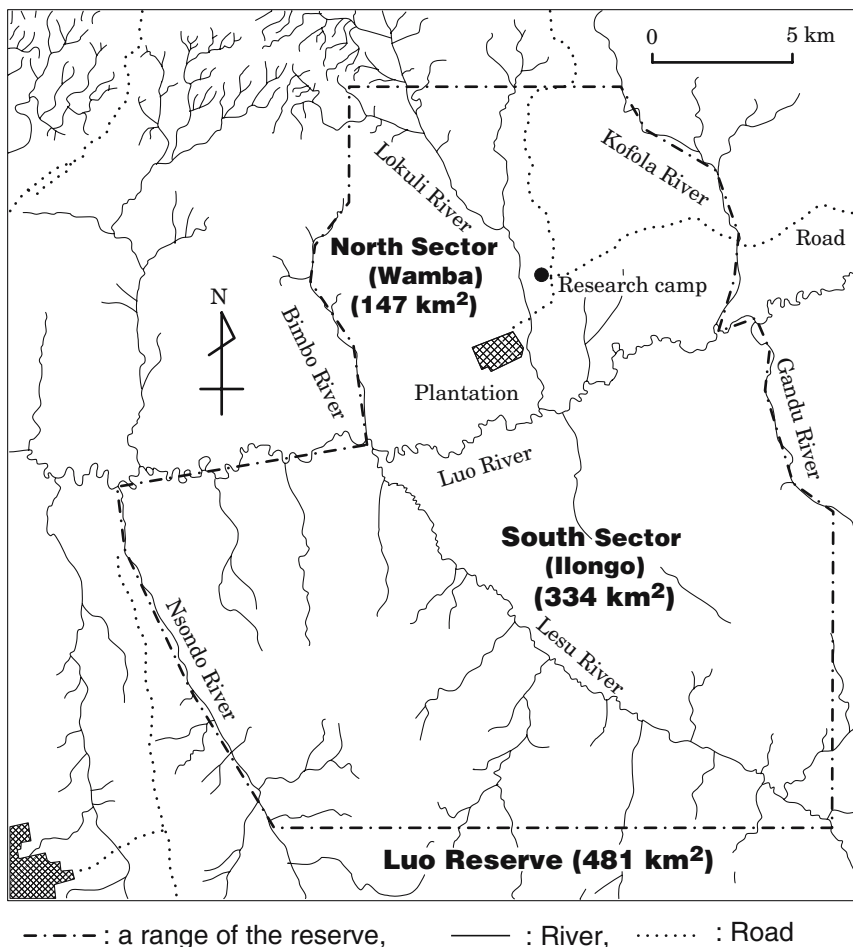 0 5 km
Kofola River
Lokuli River
Road
North Sector
(Wamba)
(147 km²)
Research camp
N
Bimbo River
Plantation
Gandu River
Luo River
South Sector
(Ilongo)
(334 km²)
Nsondo River
Lesu River
Luo Reserve (481 km²)
: a range of the reserve, : River, : Road